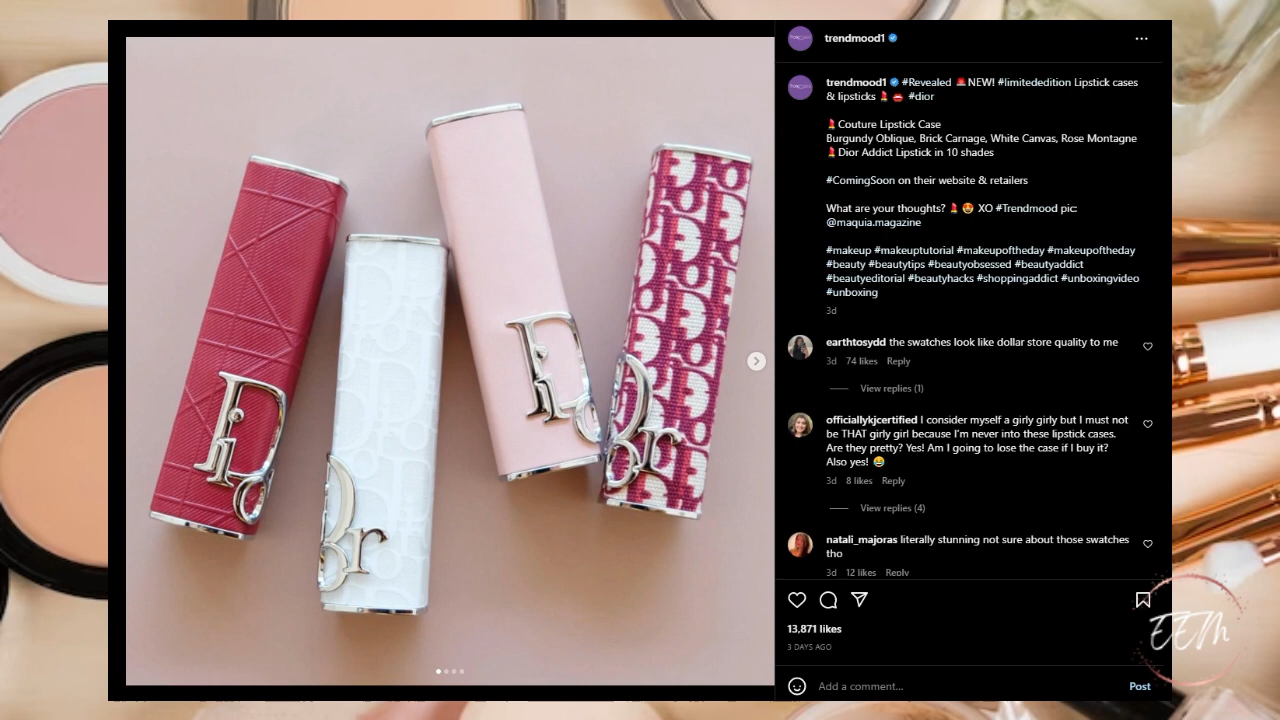 trendmood1
trendmood1 #Revealed 🚨NEW! #limitededition Lipstick cases
& lipsticks 💄 👄 #dior
💄Couture Lipstick Case
Burgundy Oblique, Brick Carnage, White Canvas, Rose Montagne
💄Dior Addict Lipstick in 10 shades
#ComingSoon on their website & retailers
What are your thoughts? 💄 😍 XO #Trendmood pic:
@maquia.magazine
#makeup #makeuptutorial #makeupoftheday #makeupoftheday
#beauty #beautytips #beautyobsessed #beautyaddict
#beautyeditorial #beautyhacks #shoppingaddict #unboxingvideo
#unboxing
3d
earthtosydd the swatches look like dollar store quality to me
3d 74 likes Reply
View replies (1)
officiallykjcertified I consider myself a girly girly but I must not
be THAT girly girl because I'm never into these lipstick cases.
Are they pretty? Yes! Am I going to lose the case if I buy it?
Also yes! 😂
3d 8 likes Reply
View replies (4)
natali_majoras literally stunning not sure about those swatches
tho
3d 12 likes Reply
13,871 likes
3 DAYS AGO
Add a comment...
Post
EEM
Dior
Dior
Dior
Dior